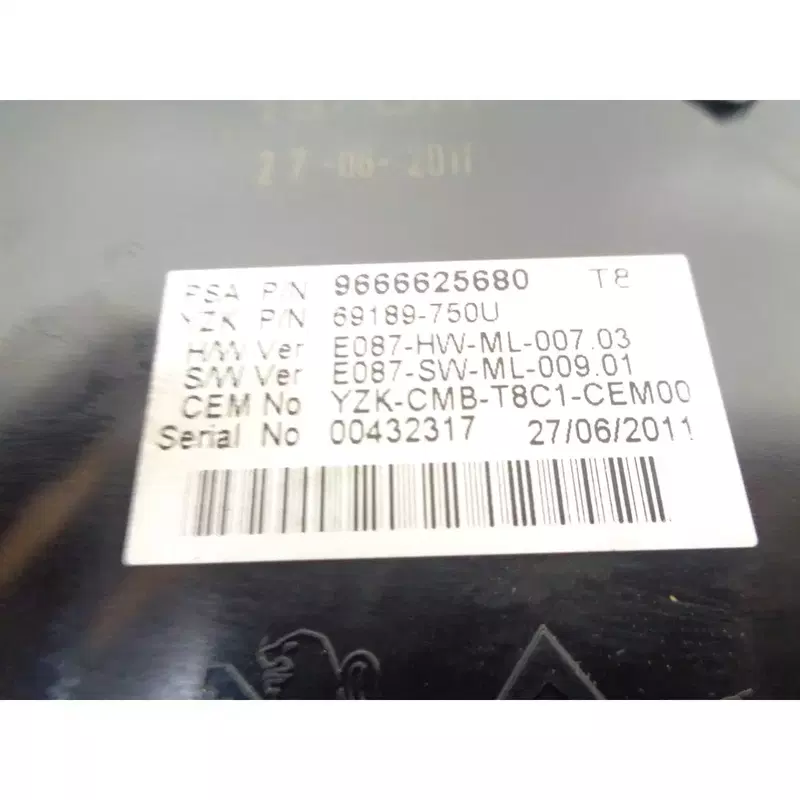 27-06-2011
PSA P/N 9666625680 T8
YZK P/N 69189-750U
H/W Ver E087-HW-ML-007.03
S/W Ver E087-SW-ML-009.01
CEM No YZK-CMB-T8C1-CEM00
Serial No 00432317 27/06/2011